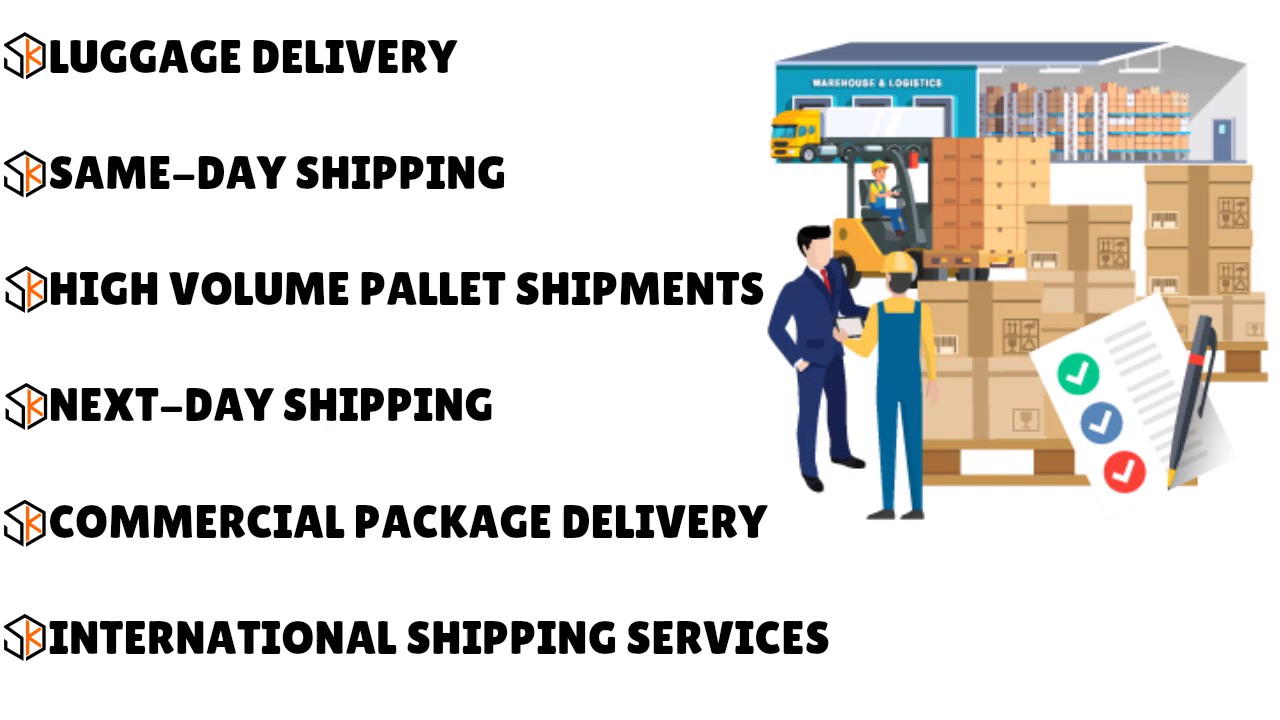 LUGGAGE DELIVERY
SAME-DAY SHIPPING
HIGH VOLUME PALLET SHIPMENTS
NEXT-DAY SHIPPING
COMMERCIAL PACKAGE DELIVERY
INTERNATIONAL SHIPPING SERVICES
WAREHOUSE & LOGISTICS